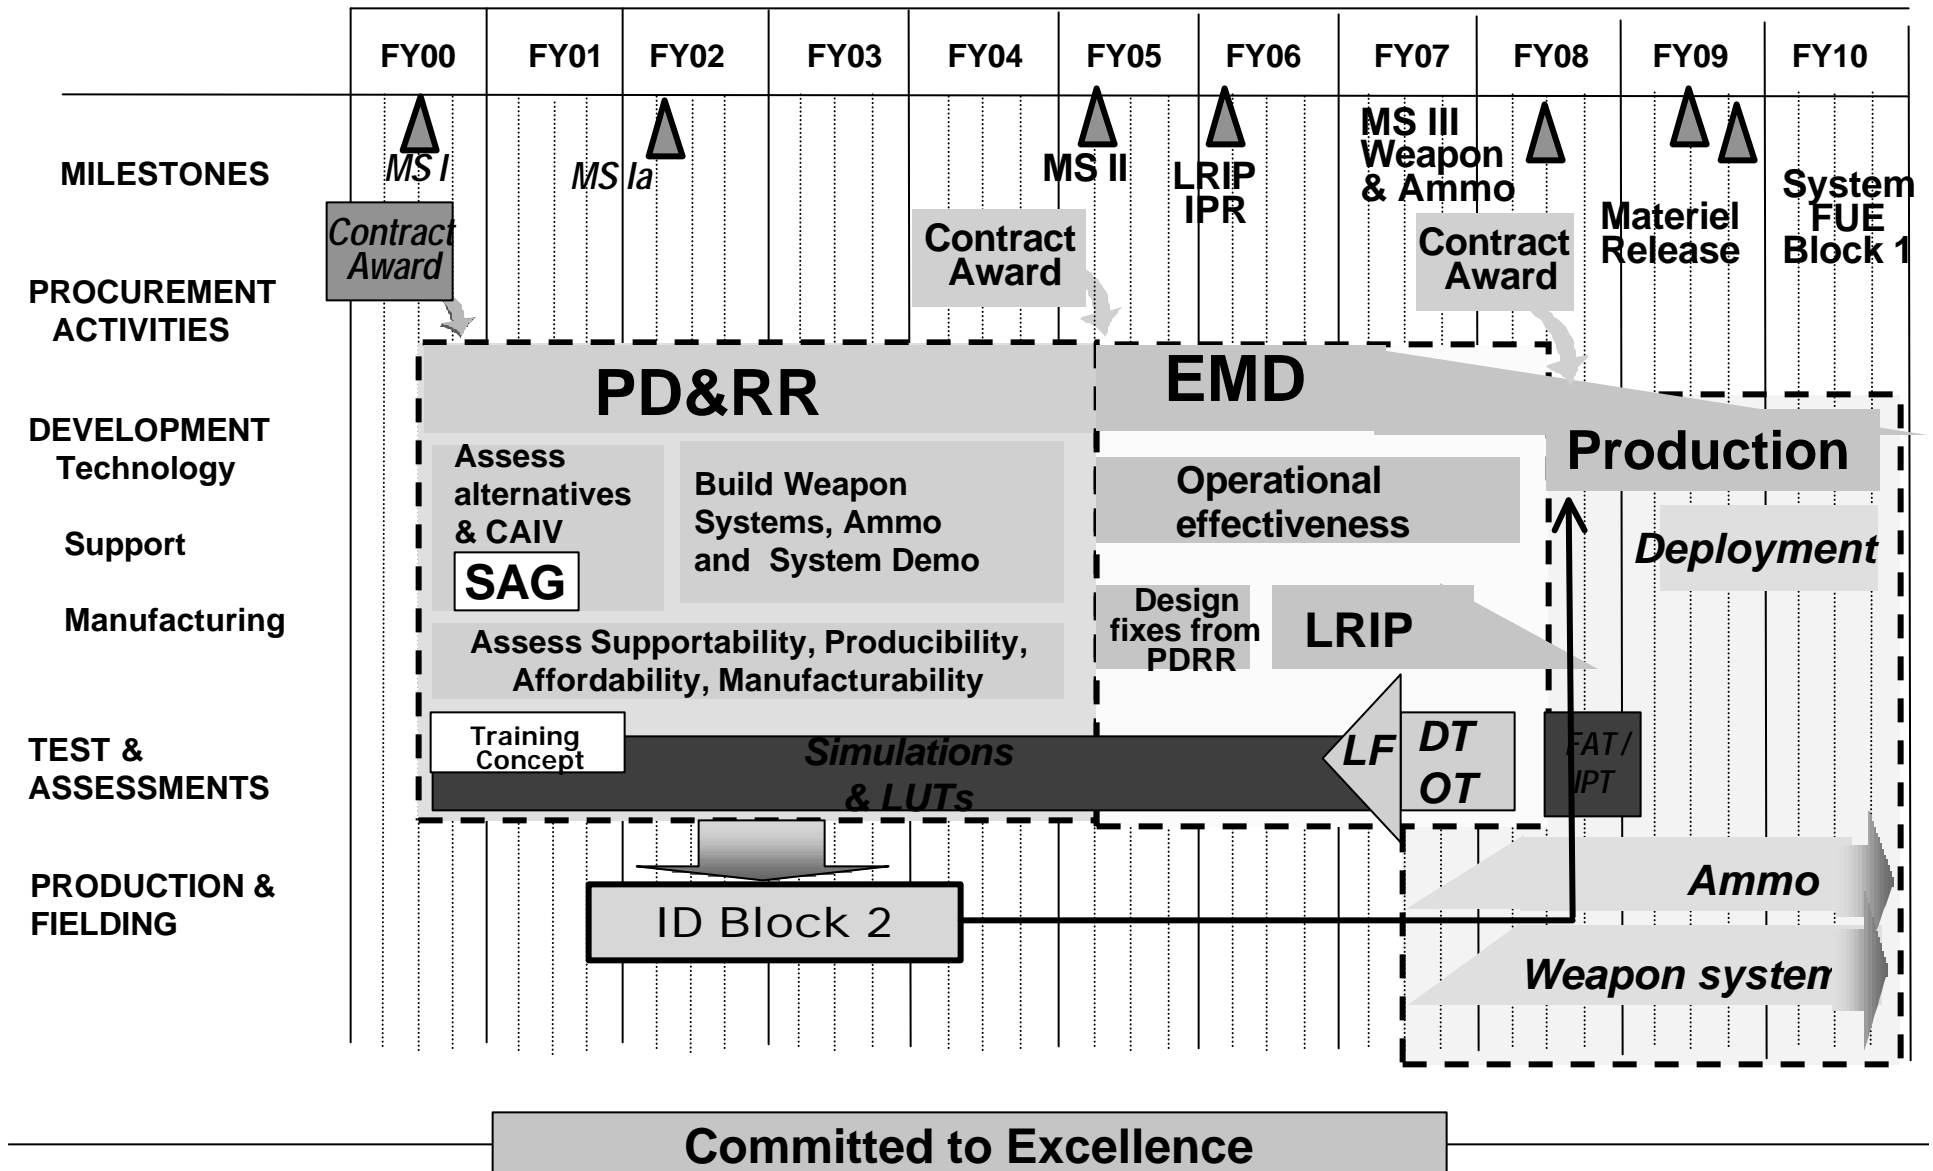 FY00 FY01 FY02 FY03 FY04 FY05 FY06 FY07 FY08 FY09 FY10
MILESTONES
MS I
MS Ia
MS II
LRIP
IPR
MS III
Weapon
& Ammo
Materiel
Release
System
FUE
Block 1
PROCUREMENT
ACTIVITIES
Contract
Award
Contract
Award
Contract
Award
DEVELOPMENT
Technology
Support
Manufacturing
PD&RR
EMD
Production
Assess
alternatives
& CAIV
SAG
Build Weapon
Systems, Ammo
and System Demo
Operational
effectiveness
Deployment
Assess Supportability, Producibility,
Affordability, Manufacturability
Design
fixes from
PDRR
LRIP
TEST &
ASSESSMENTS
Training
Concept
Simulations
& LUTs
LF
DT
OT
FAT /
IPT
PRODUCTION &
FIELDING
ID Block 2
Ammo
Weapon system
Committed to Excellence